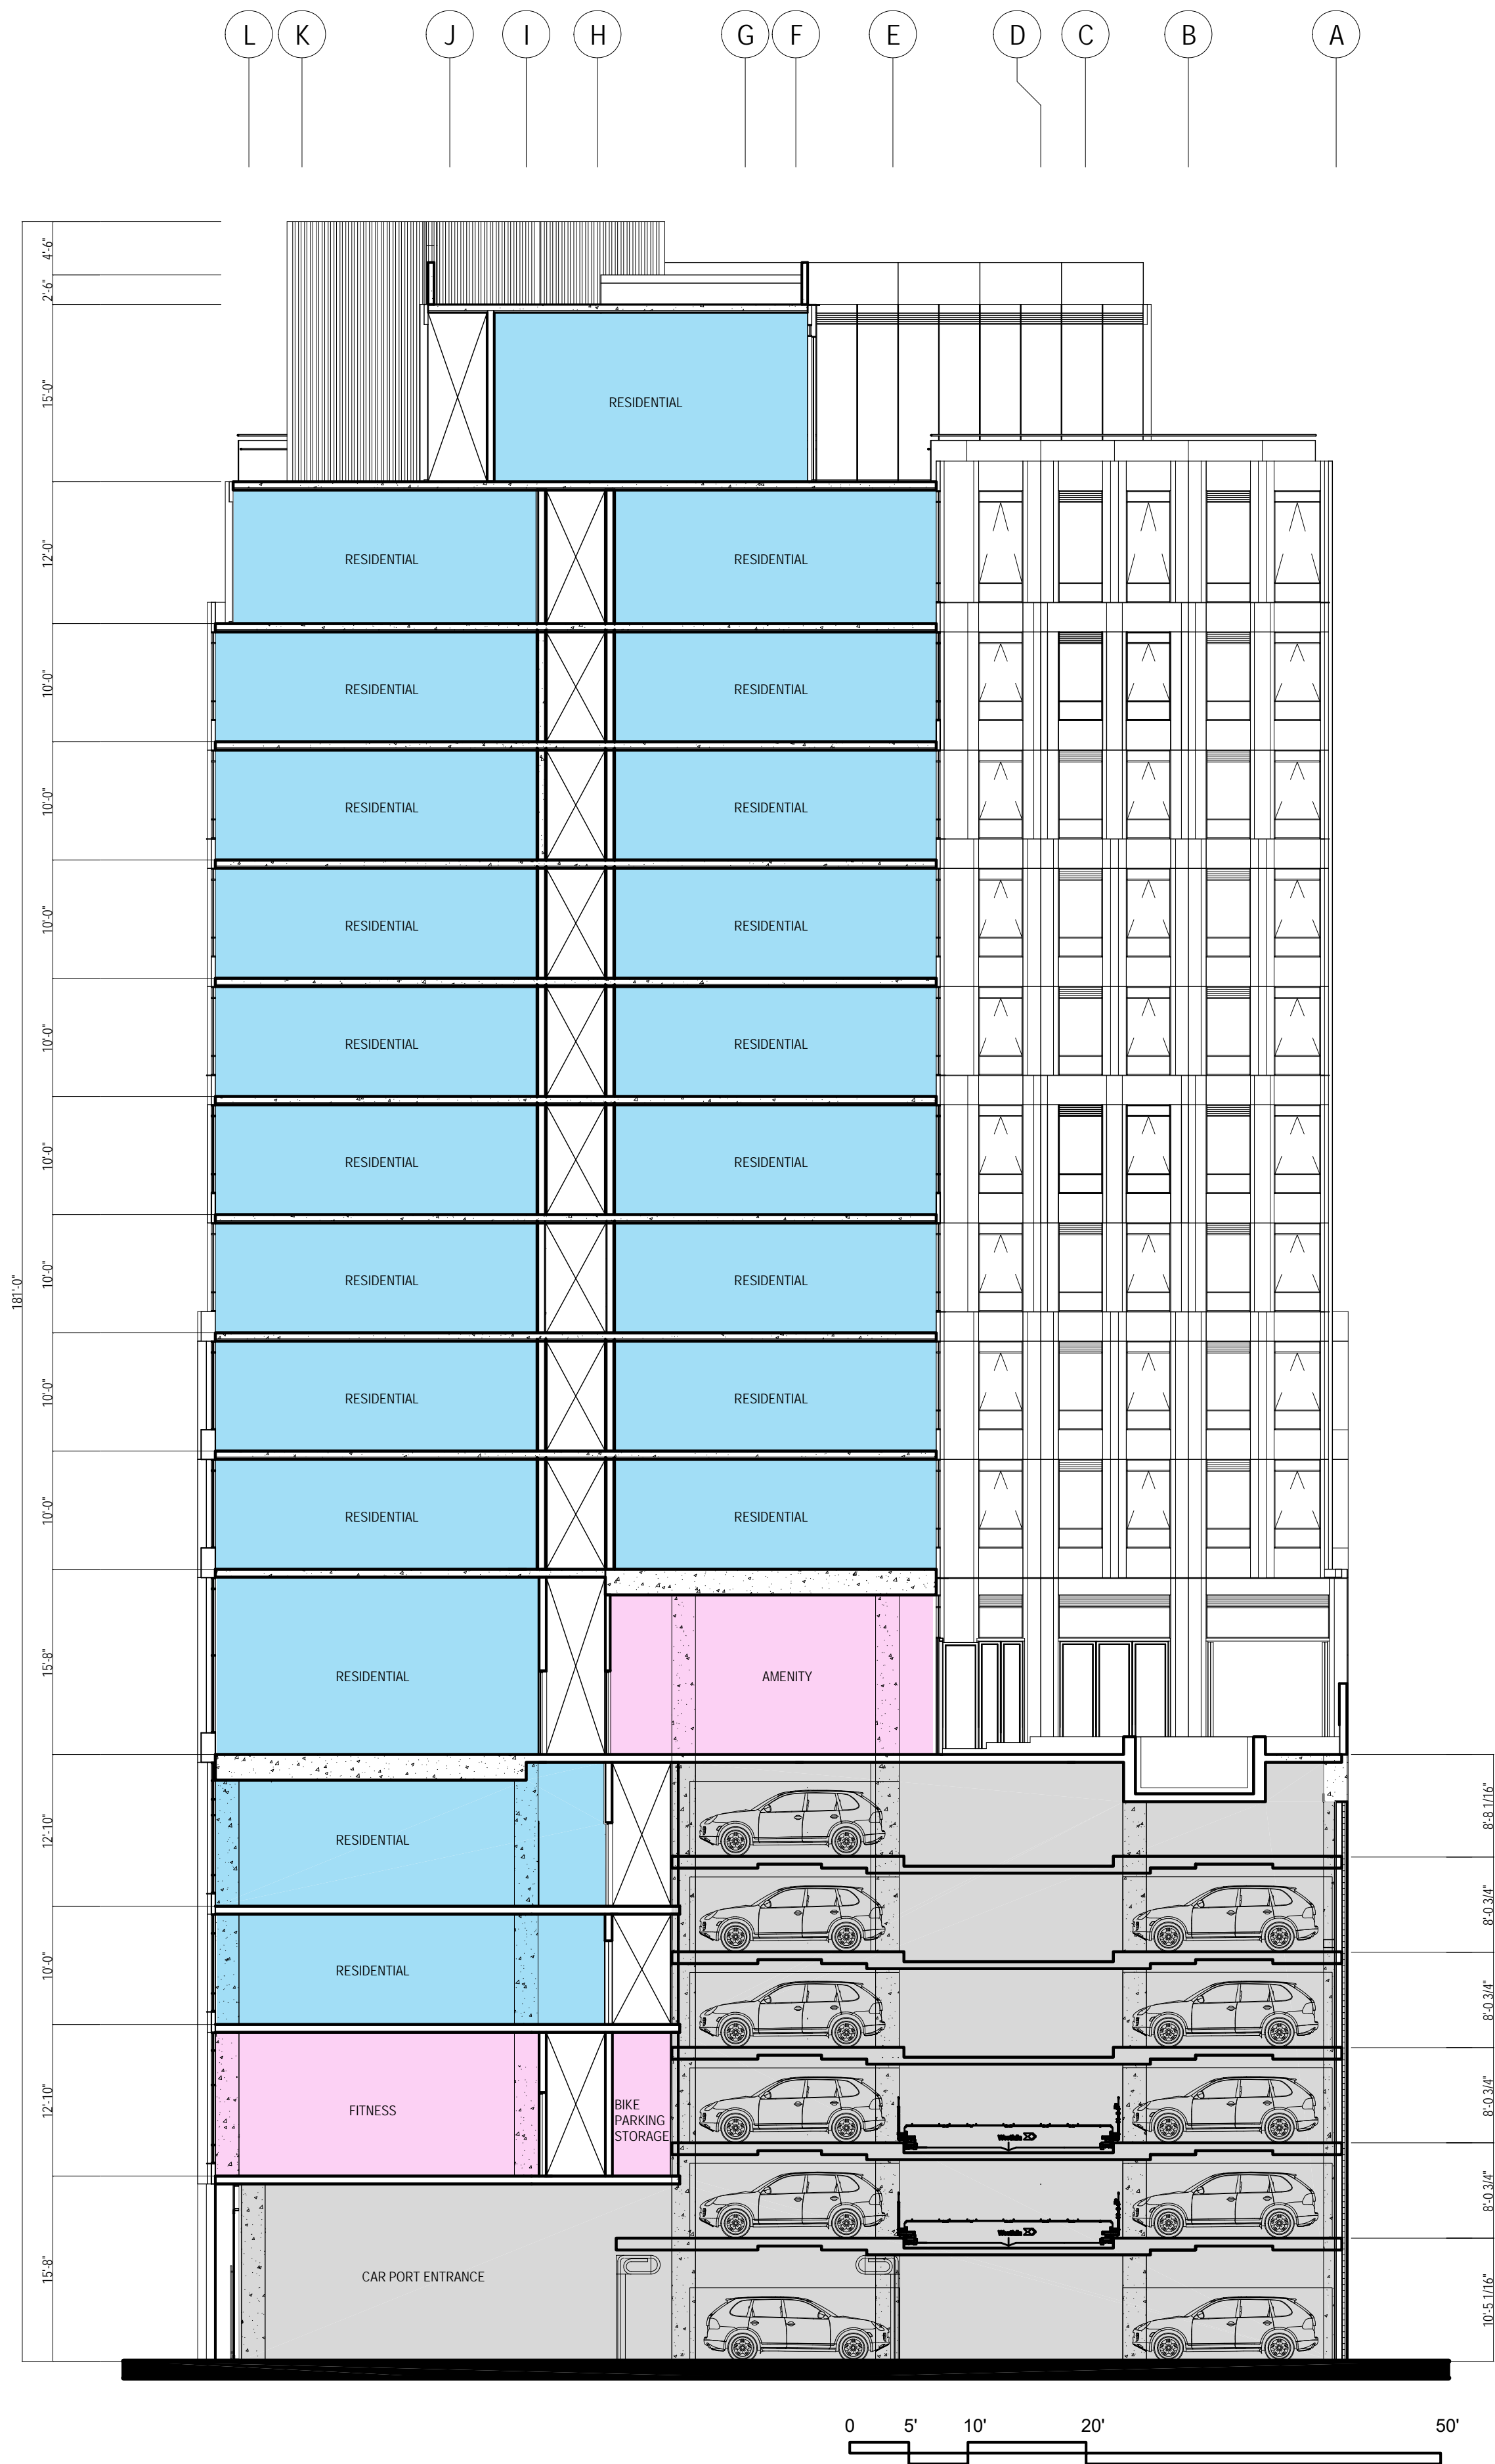 L K J I H G F E D C B A
4'-6"
2'-6"
15'-0"
RESIDENTIAL
12'-0"
RESIDENTIAL RESIDENTIAL
10'-0"
RESIDENTIAL RESIDENTIAL
10'-0"
RESIDENTIAL RESIDENTIAL
10'-0"
RESIDENTIAL RESIDENTIAL
10'-0"
RESIDENTIAL RESIDENTIAL
10'-0"
RESIDENTIAL RESIDENTIAL
181'-0"
10'-0"
RESIDENTIAL RESIDENTIAL
10'-0"
RESIDENTIAL RESIDENTIAL
10'-0"
RESIDENTIAL RESIDENTIAL
15'-8"
RESIDENTIAL AMENITY
12'-10"
RESIDENTIAL
8'-8 1/16"
8'-0 3/4"
10'-0"
RESIDENTIAL
8'-0 3/4"
12'-10"
FITNESS
BIKE
PARKING
STORAGE
8'-0 3/4"
8'-0 3/4"
15'-8"
CAR PORT ENTRANCE
10'-5 1/16"
0 5' 10' 20' 50'